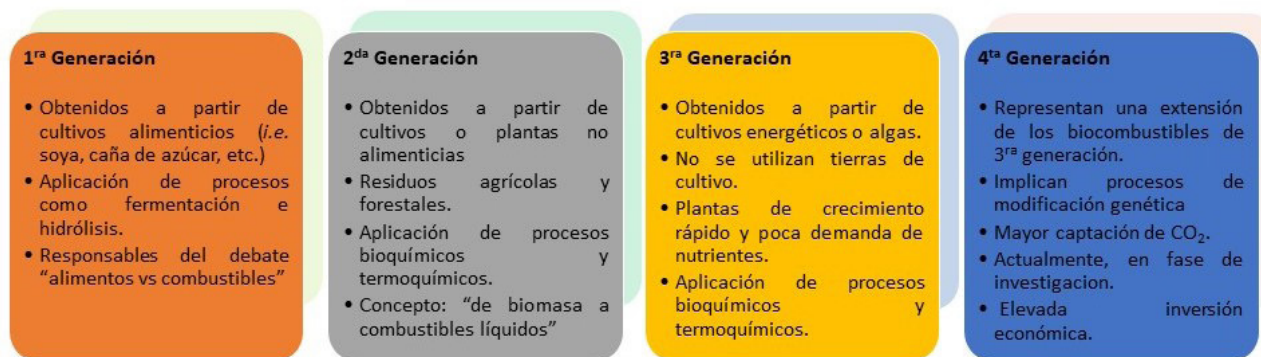 1ra Generación
• Obtenidos a partir de
cultivos alimenticios (i.e.
soya, caña de azúcar, etc.)
• Aplicación de procesos
como fermentación e
hidrólisis.
• Responsables del debate
“alimentos vs combustibles”
2da Generación
• Obtenidos a partir de
cultivos o plantas no
alimenticias
• Residuos agrícolas y
forestales.
• Aplicación de procesos
bioquímicos y
termoquímicos.
• Concepto: “de biomasa a
combustibles líquidos”
3ra Generación
• Obtenidos a partir de
cultivos energéticos o algas.
• No se utilizan tierras de
cultivo.
• Plantas de crecimiento
rápido y poca demanda de
nutrientes.
• Aplicación de procesos
bioquímicos y
termoquímicos.
4ta Generación
• Representan una extensión
de los biocombustibles de
3ra generación.
• Implican procesos de
modificación genética
• Mayor captación de CO2.
• Actualmente, en fase de
investigacion.
• Elevada inversión
económica.